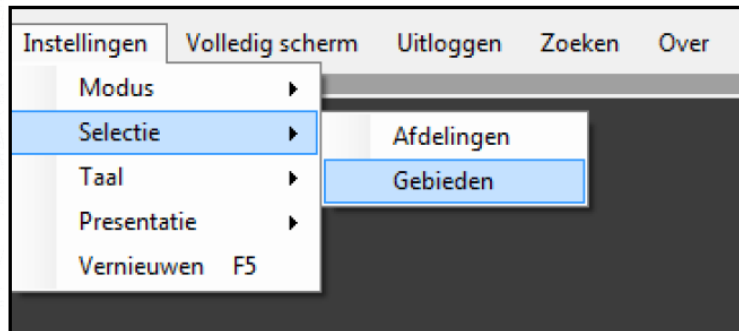 Instellingen Volledig scherm Uitloggen Zoeken Over
Modus
Selectie Afdelingen
Taal Gebieden
Presentatie
Vernieuwen F5